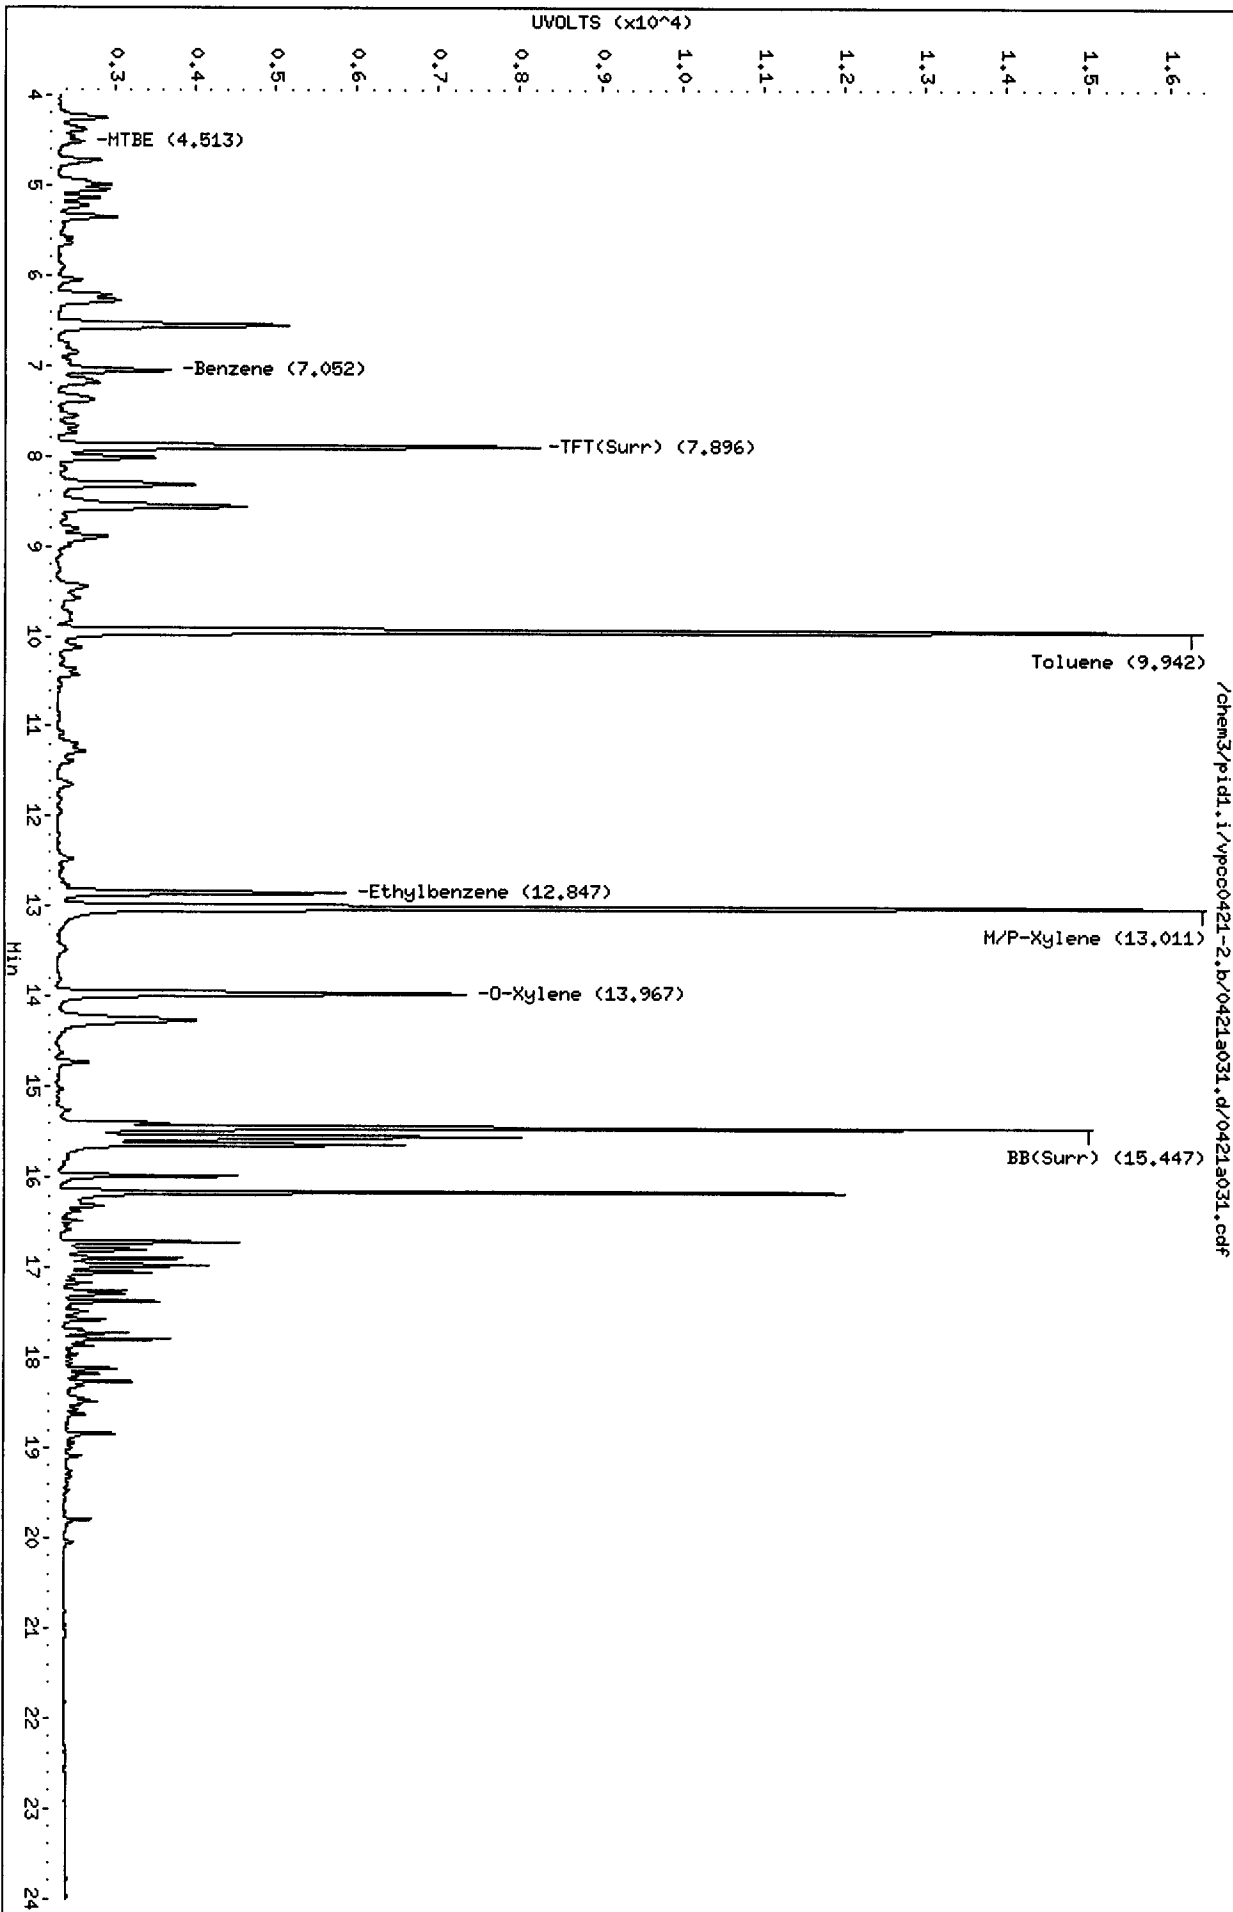 /chem3/pid1.i/vpcc0421-2.b/0421a031.d/0421a031.cdf
UVOLTS (x10^4)
1.6
1.5
1.4
1.3
1.2
1.1
1.0
0.9
0.8
0.7
0.6
0.5
0.4
0.3
-MTBE (4.513)
-Benzene (7.052)
-TFT(Surr) (7.896)
Toluene (9.942)
-Ethylbenzene (12.847)
M/P-Xylene (13.011)
-O-Xylene (13.967)
BB(Surr) (15.447)
4 5 6 7 8 9 10 11 12 13 14 15 16 17 18 19 20 21 22 23 24
Min